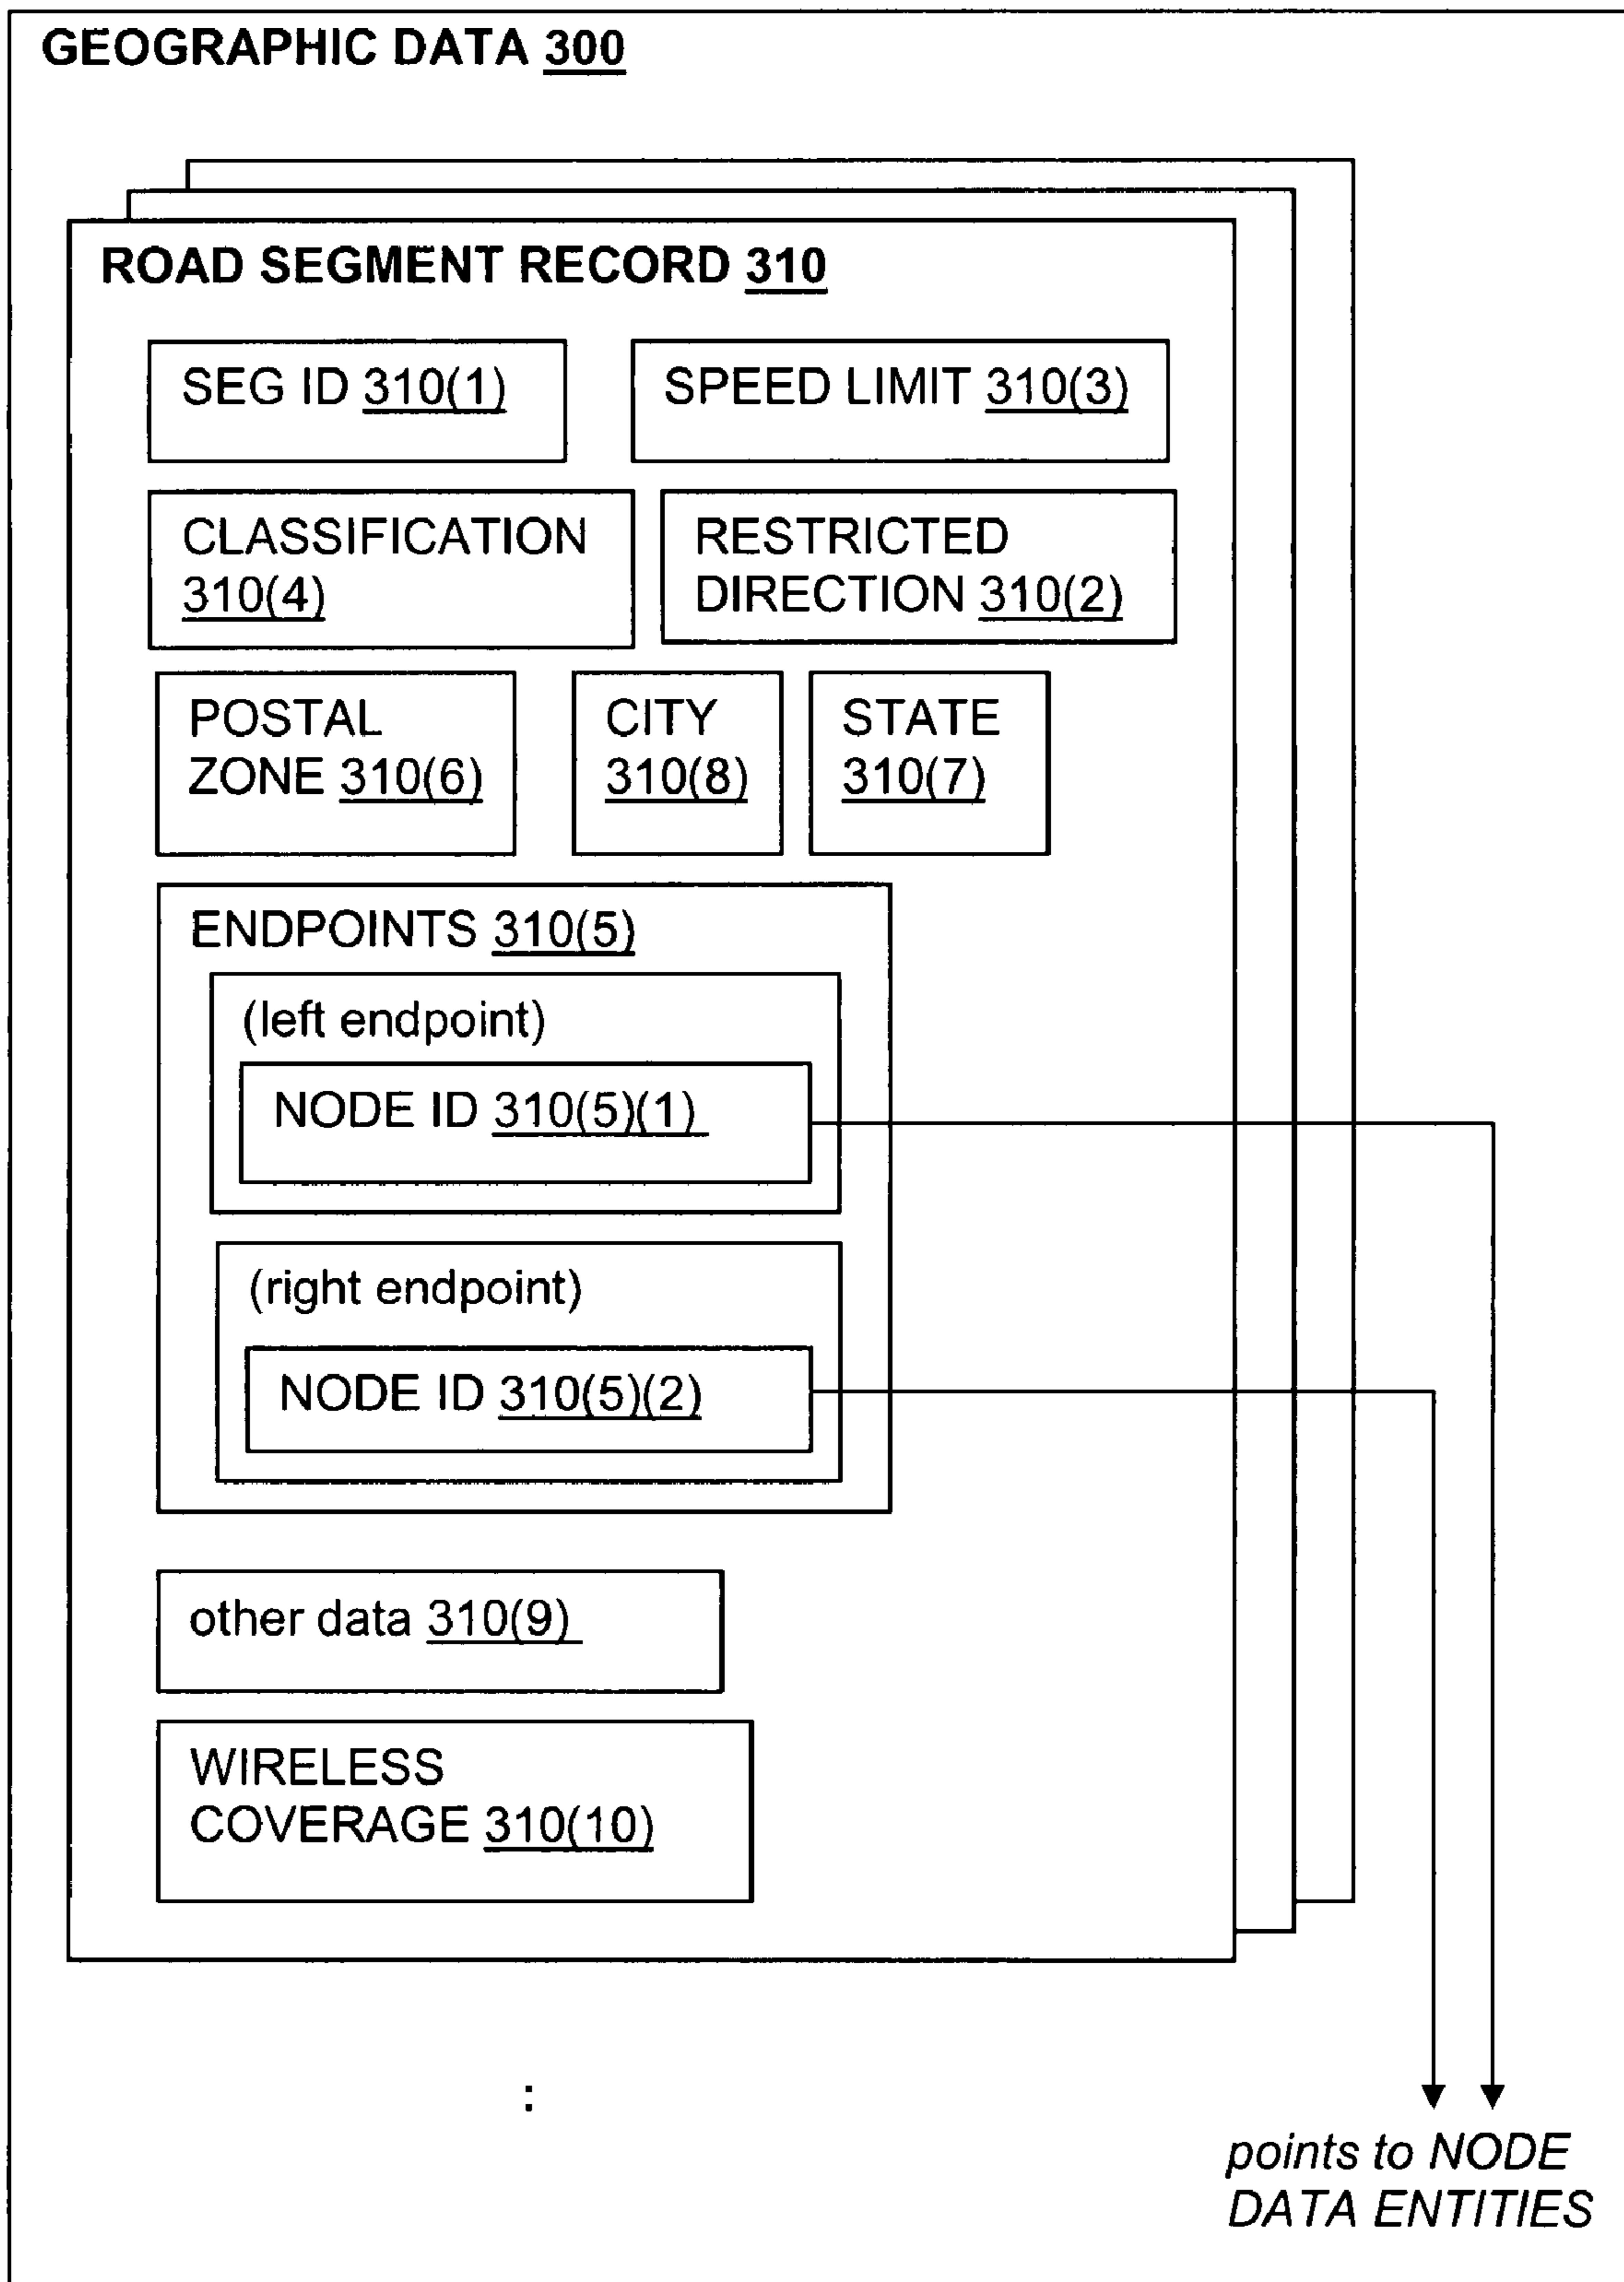 GEOGRAPHIC DATA 300
ROAD SEGMENT RECORD 310
SEG ID 310(1)
SPEED LIMIT 310(3)
CLASSIFICATION
310(4)
RESTRICTED
DIRECTION 310(2)
POSTAL
ZONE 310(6)
CITY
310(8)
STATE
310(7)
ENDPOINTS 310(5)
(left endpoint)
NODE ID 310(5)(1)
(right endpoint)
NODE ID 310(5)(2)
other data 310(9)
WIRELESS
COVERAGE 310(10)
:
points to NODE
DATA ENTITIES